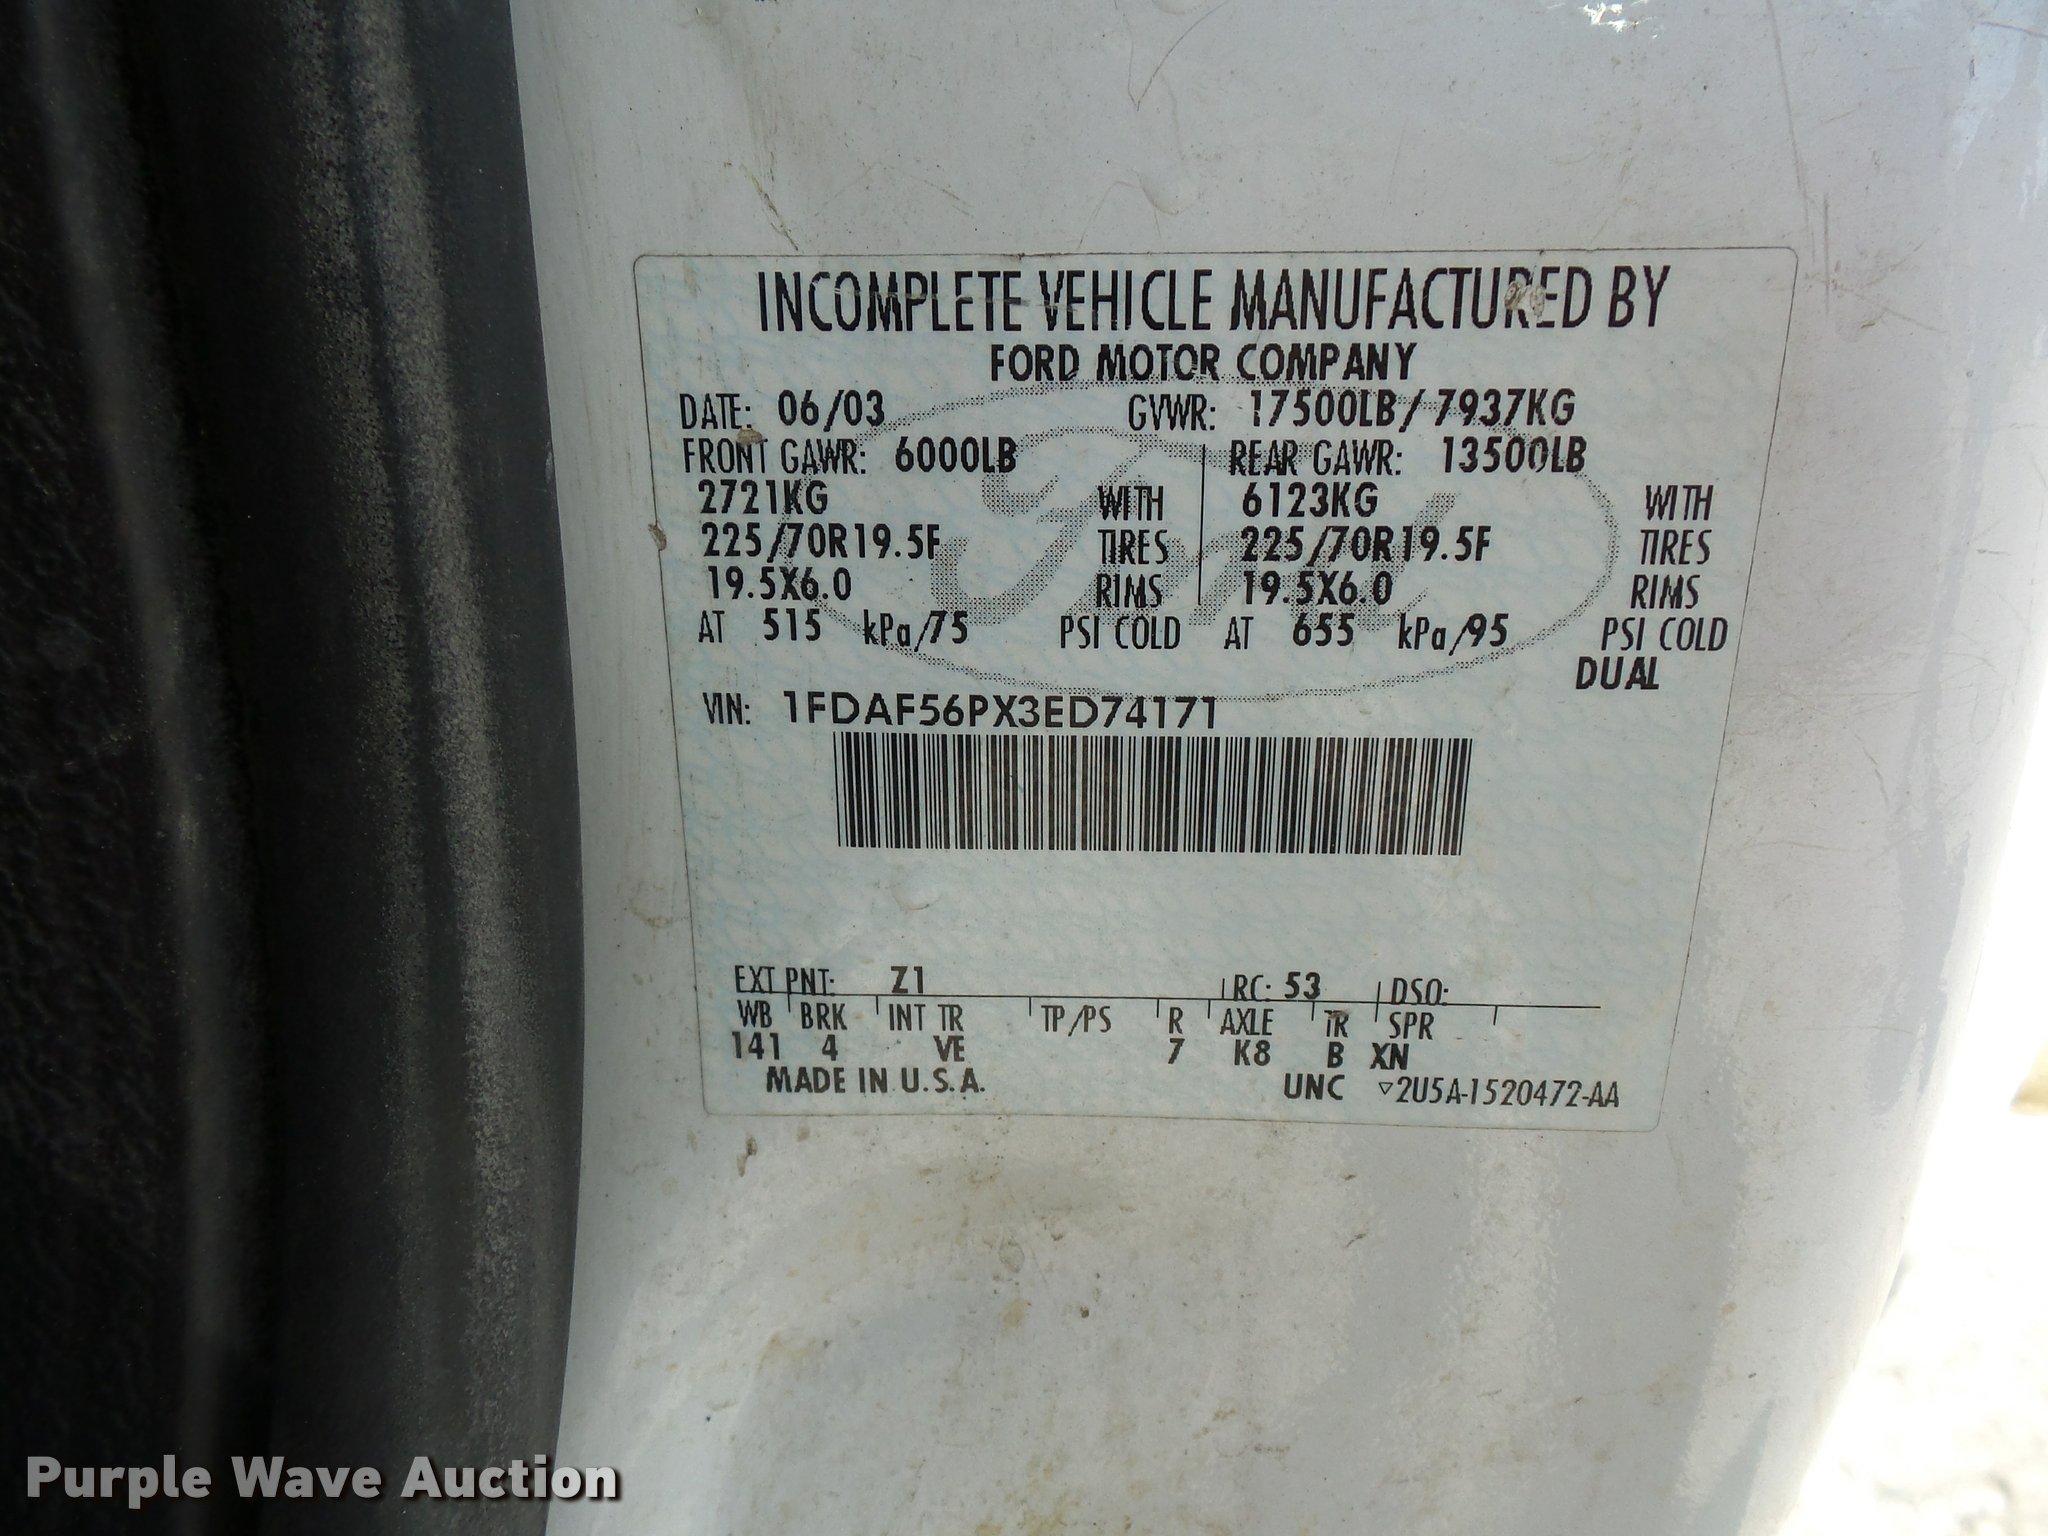 INCOMPLETE VEHICLE MANUFACTURED BY
FORD MOTOR COMPANY
DATE: 06/03 GVWR: 17500LB/ 7937KG
FRONT GAWR: 6000LB REAR GAWR: 13500LB
2721KG WITH 6123KG WITH
225/70R19.5F TIRES 225/70R19.5F TIRES
19.5X6.0 RIMS 19.5X6.0 RIMS
AT 515 kPa/75 PSI COLD AT 655 kPa/95 PSI COLD
DUAL
VIN: 1FDAF56PX3ED74171
EXT PNT: Z1 RC: 53 DSO:
WB BRK INT TR TP/PS R AXLE TR SPR
141 4 VE 7 K8 B XN
MADE IN U.S.A. UNC ▽2U5A-1520472-AA
Purple Wave Auction